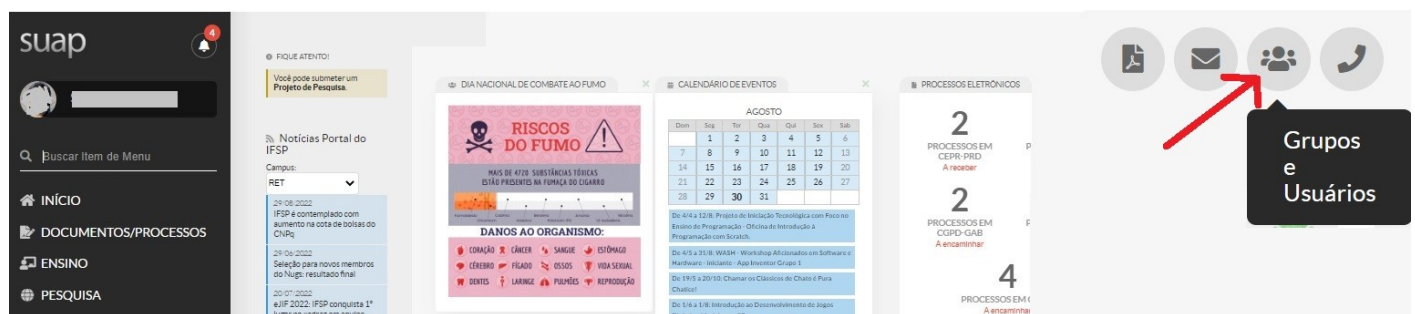 suap
4
Buscar Item de Menu
INÍCIO
DOCUMENTOS/PROCESSOS
ENSINO
PESQUISA
FIQUE ATENTO!
Você pode submeter um
Projeto de Pesquisa.
Notícias Portal do
IFSP
Campus:
RET
29/08/2022
IFSP é contemplado com
aumento na cota de bolsas do
CNPq
29/06/2022
Seleção para novos membros
do Nugs: resultado final
20/07/2022
eJIF 2022: IFSP conquista 1º
DIA NACIONAL DE COMBATE AO FUMO
RISCOS
DO FUMO
MAIS DE 4720 SUBSTÂNCIAS TÓXICAS
ESTÃO PRESENTES NA FUMAÇA DO CIGARRO
DANOS AO ORGANISMO:
CORAÇÃO CÂNCER SANGUE ESTÔMAGO
CÉREBRO FÍGADO OSSOS VIDA SEXUAL
DENTES LARINGE PULMÕES REPRODUÇÃO
CALENDÁRIO DE EVENTOS
AGOSTO
Dom Seg Ter Qua Qui Sex Sab
1 2 3 4 5 6
7 8 9 10 11 12 13
14 15 16 17 18 19 20
21 22 23 24 25 26 27
28 29 30 31
De 4/4 a 12/8: Projeto de Iniciação Tecnológica com Foco no
Ensino de Programação - Oficina de Introdução à
Programação com Scratch.
De 4/5 a 31/8: WASH - Workshop Aficionados em Software e
Hardware - Iniciante - App Inventor Grupo 1
De 19/5 a 20/10: Chamar os Clássicos de Chato é Pura
Chatice!
De 1/6 a 1/8: Introdução ao Desenvolvimento de Jogos
PROCESSOS ELETRÔNICOS
2
PROCESSOS EM
CEPR-PRD
A receber
2
PROCESSOS EM
CGPD-GAB
A encaminhar
4
PROCESSOS EM
A encaminhar
Grupos
e
Usuários